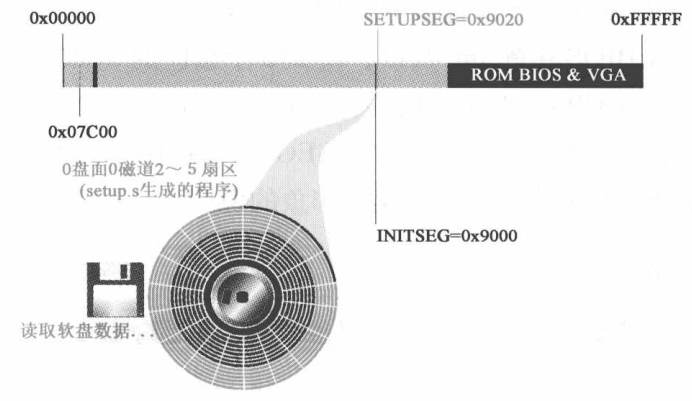 0x00000 SETUPSEG=0x9020 0xFFFFF
ROM BIOS & VGA
0x07C00
0盘面0磁道2～5扇区
(setup.s生成的程序)
INITSEG=0x9000
读取软盘数据...